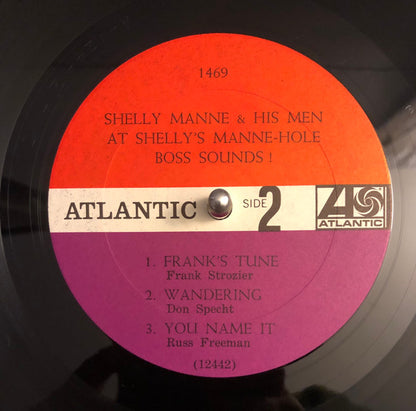 1469
SHELLY MANNE & HIS MEN
AT SHELLY'S MANNE-HOLE
BOSS SOUNDS!
ATLANTIC SIDE 2
A
ATLANTIC
1. FRANK'S TUNE
Frank Strozier
2. WANDERING
Don Specht
3. YOU NAME IT
Russ Freeman
(12442)